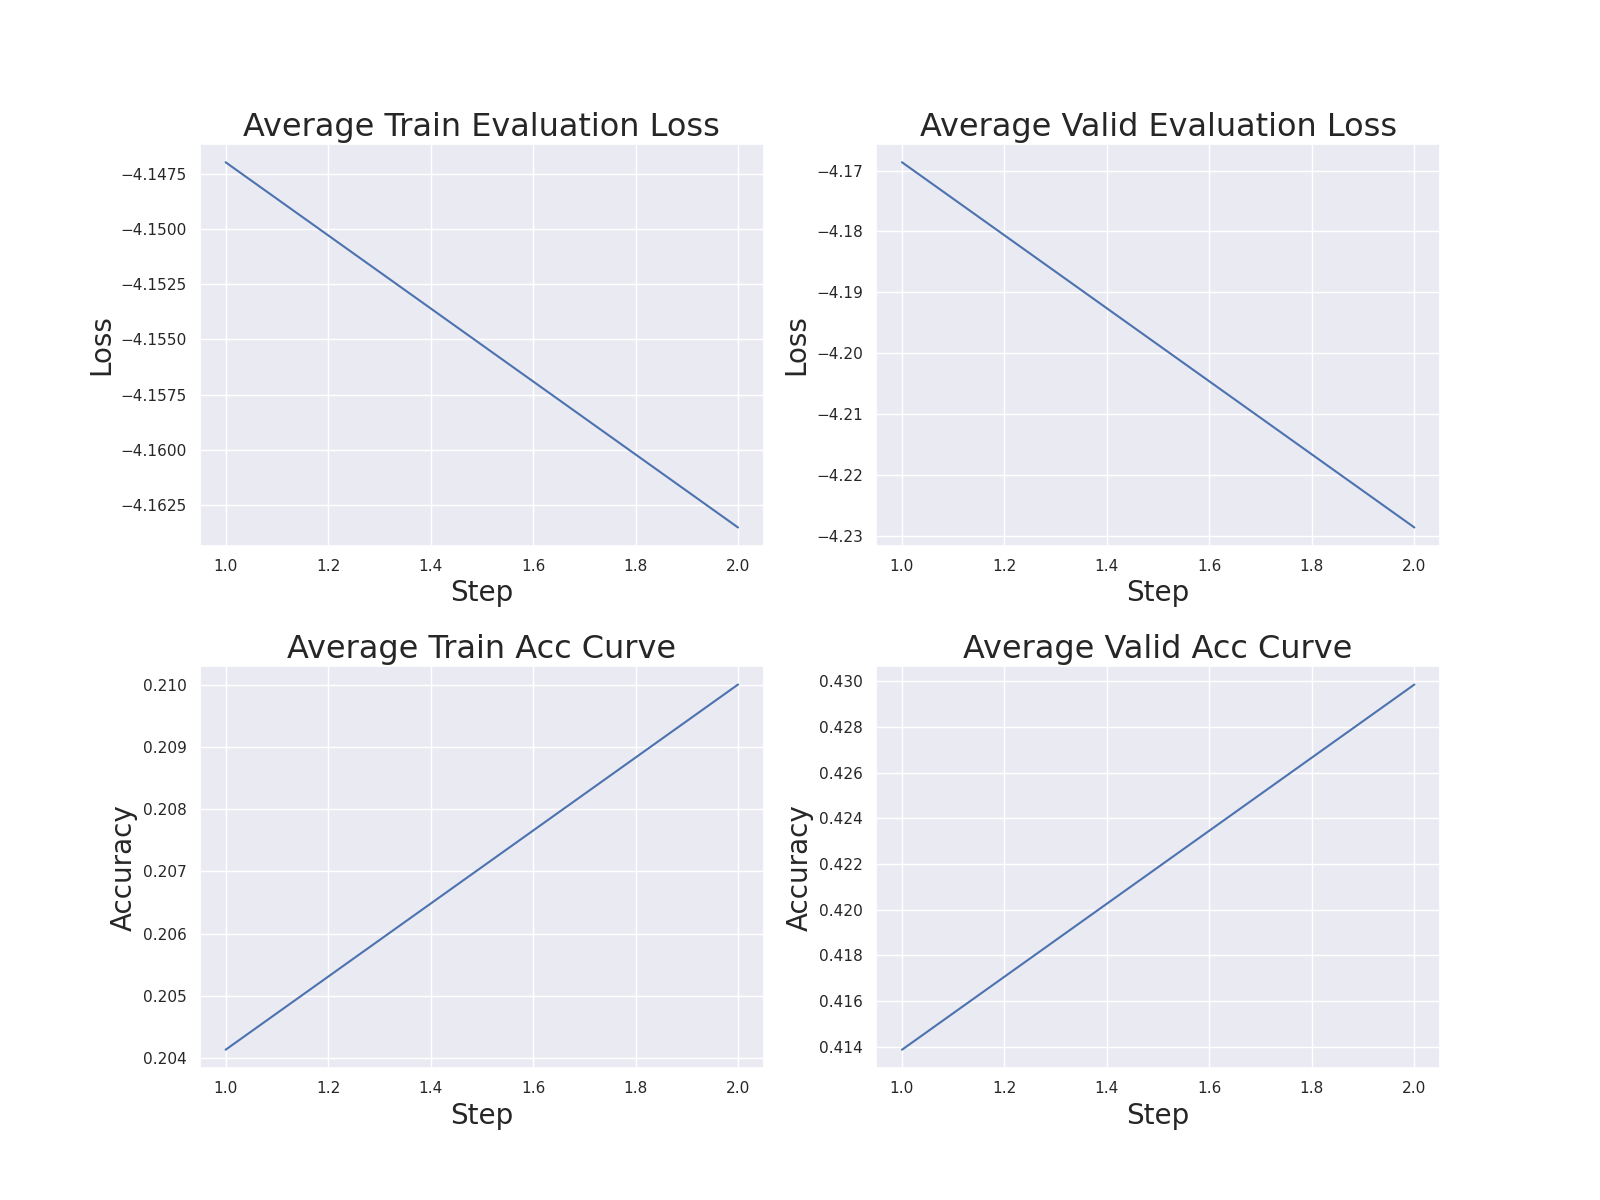 Average Train Evaluation Loss
−4.1475
−4.1500
−4.1525
−4.1550
−4.1575
−4.1600
−4.1625
Loss
1.0 1.2 1.4 1.6 1.8 2.0
Step
Average Valid Evaluation Loss
−4.17
−4.18
−4.19
−4.20
−4.21
−4.22
−4.23
Loss
1.0 1.2 1.4 1.6 1.8 2.0
Step
Average Train Acc Curve
0.210
0.209
0.208
0.207
0.206
0.205
0.204
Accuracy
1.0 1.2 1.4 1.6 1.8 2.0
Step
Average Valid Acc Curve
0.430
0.428
0.426
0.424
0.422
0.420
0.418
0.416
0.414
Accuracy
1.0 1.2 1.4 1.6 1.8 2.0
Step